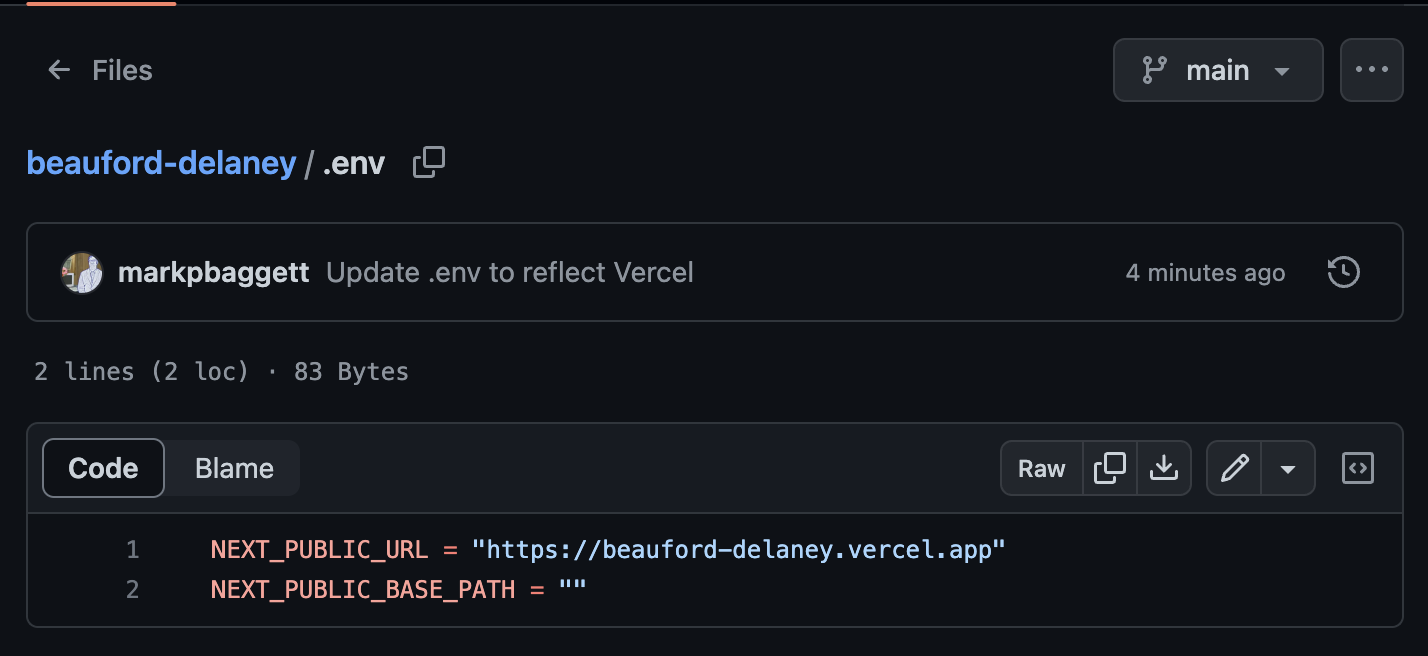 Files
main
beauford-delaney / .env
markpbaggett Update .env to reflect Vercel 4 minutes ago
2 lines (2 loc) · 83 Bytes
Code Blame Raw
1 NEXT_PUBLIC_URL = "https://beauford-delaney.vercel.app"
2 NEXT_PUBLIC_BASE_PATH = ""